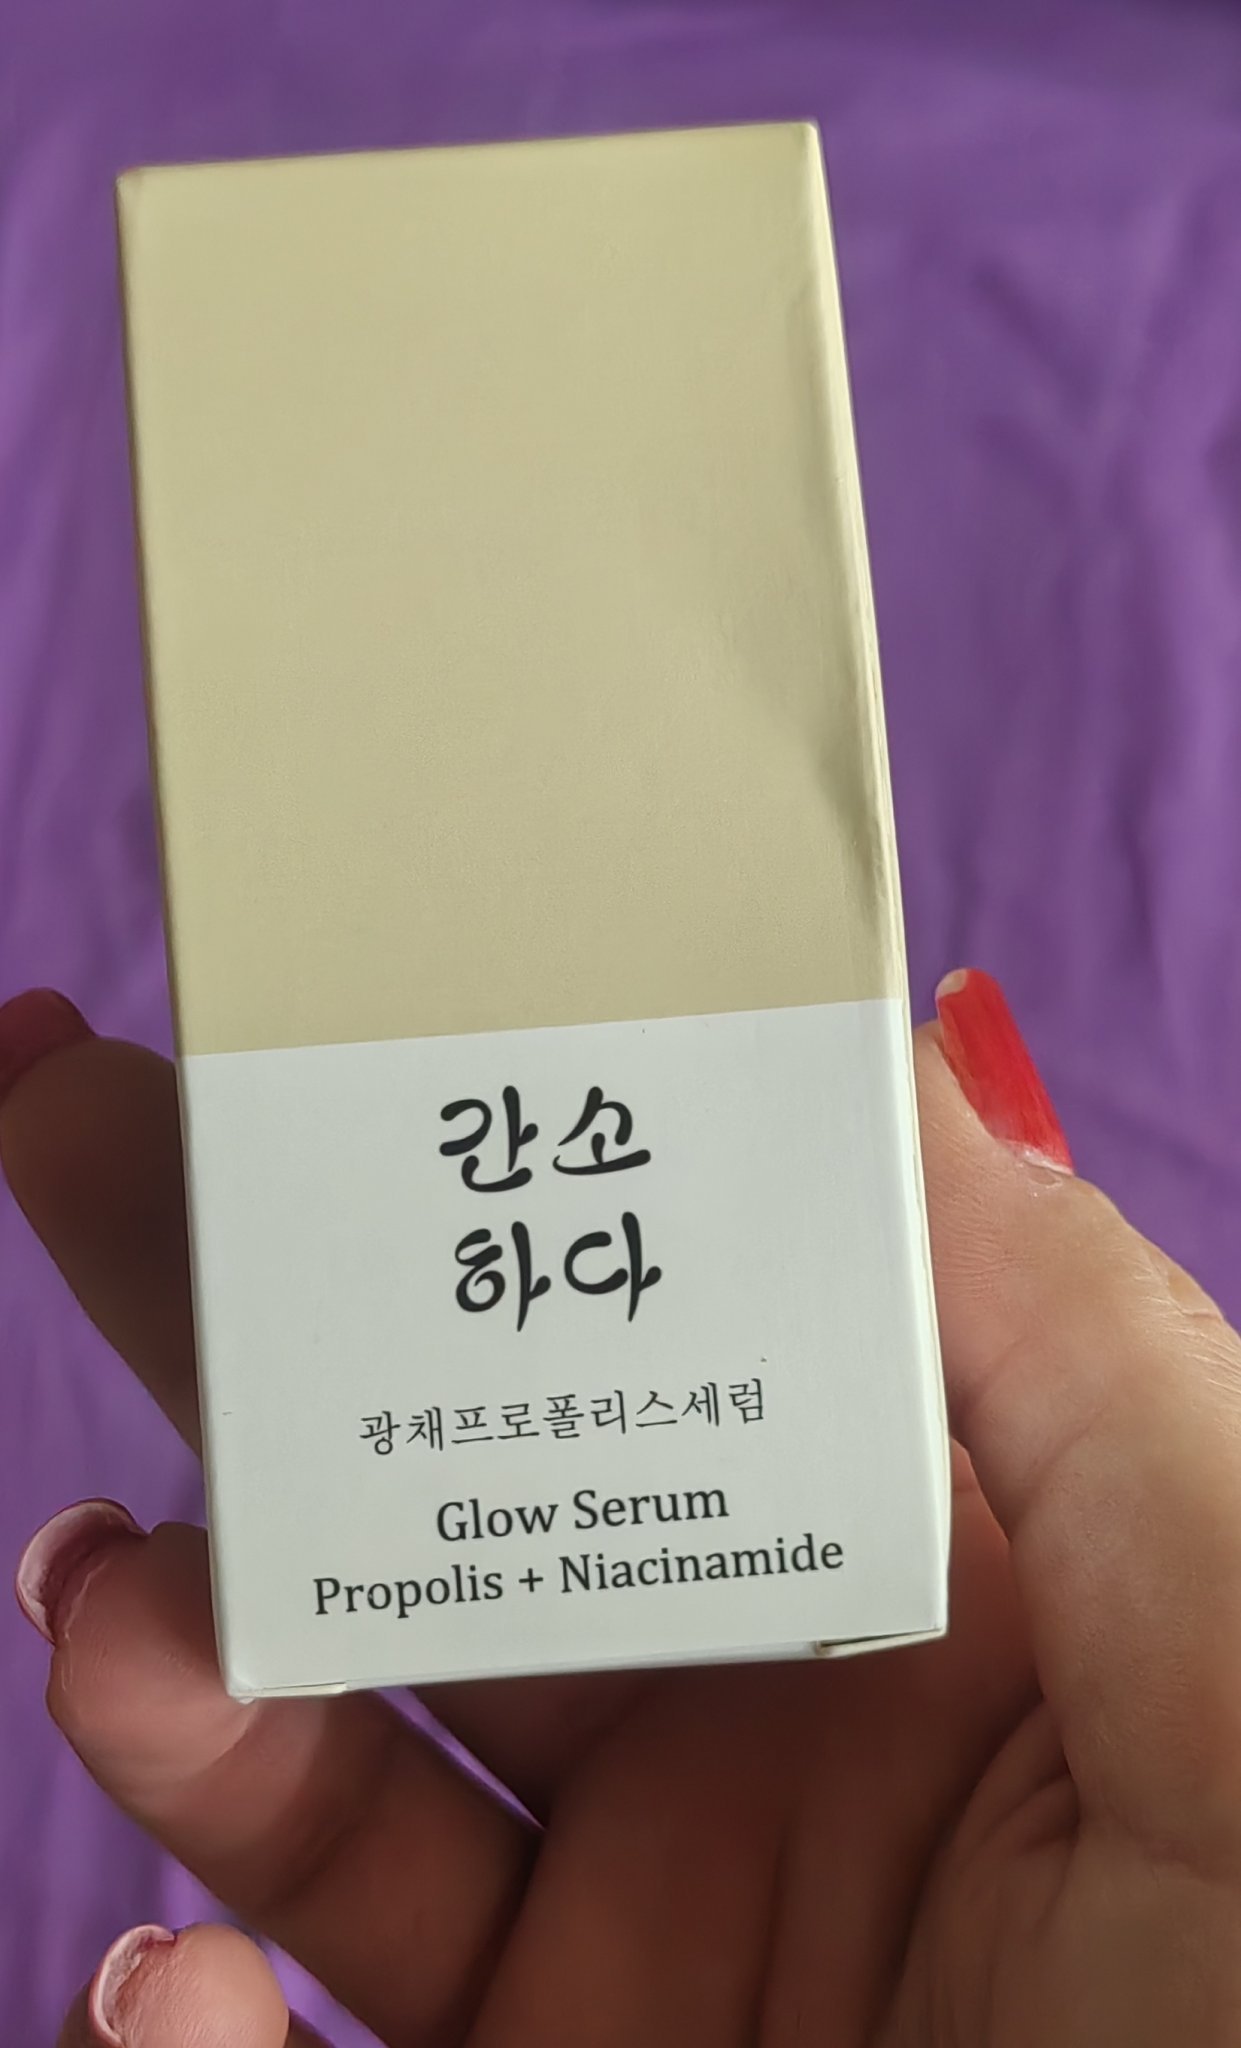 간소
하다
광채프로폴리스세럼
Glow Serum
Propolis + Niacinamide